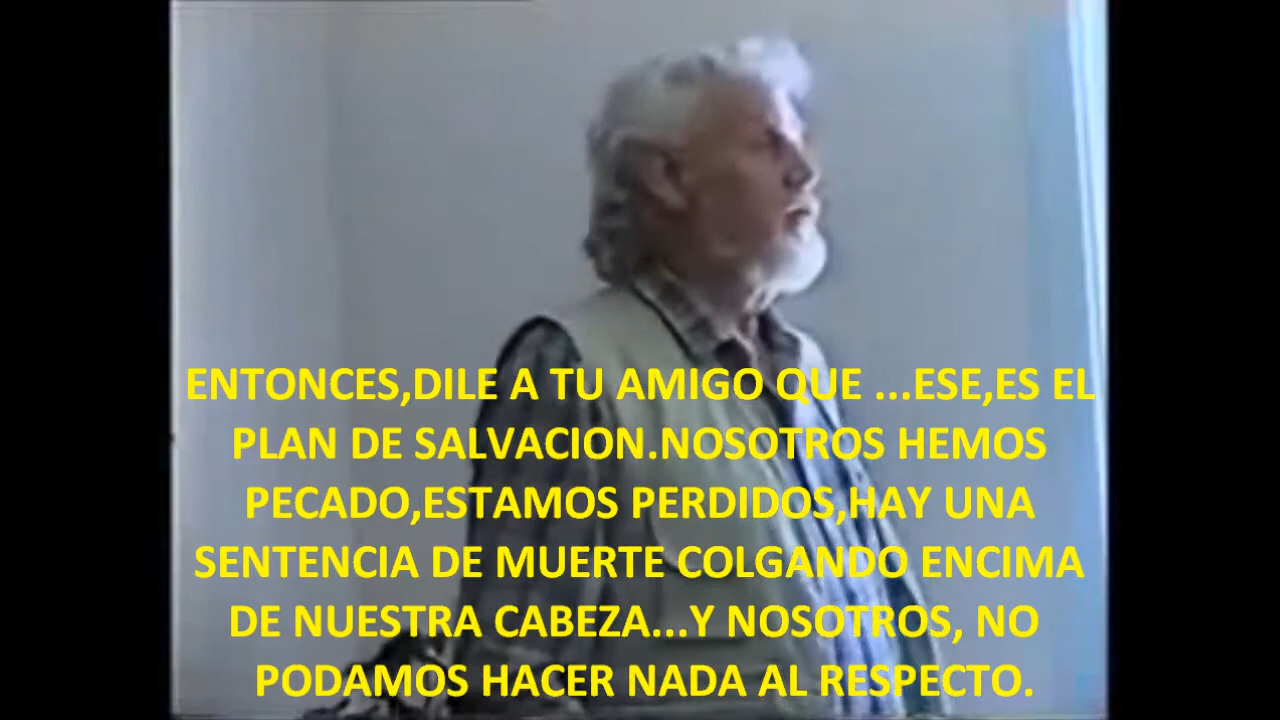 ENTONCES,DILE A TU AMIGO QUE ...ESE,ES EL
PLAN DE SALVACION.NOSOTROS HEMOS
PECADO,ESTAMOS PERDIDOS,HAY UNA
SENTENCIA DE MUERTE COLGANDO ENCIMA
DE NUESTRA CABEZA...Y NOSOTROS, NO
PODAMOS HACER NADA AL RESPECTO.